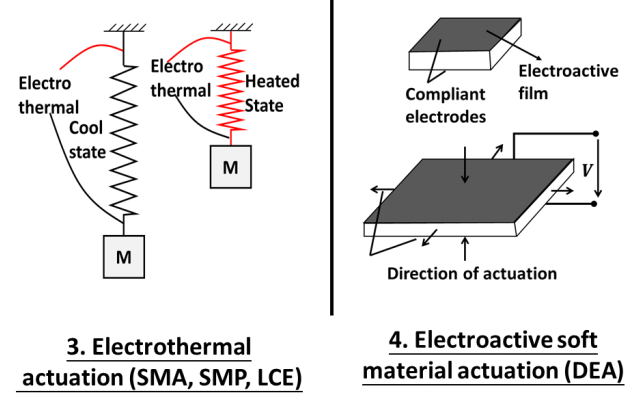 Electro
thermal
Cool
state
M
Electro
thermal
Heated
State
M
3. Electrothermal
actuation (SMA, SMP, LCE)
Compliant
electrodes
Electroactive
film
V
Direction of actuation
4. Electroactive soft
material actuation (DEA)